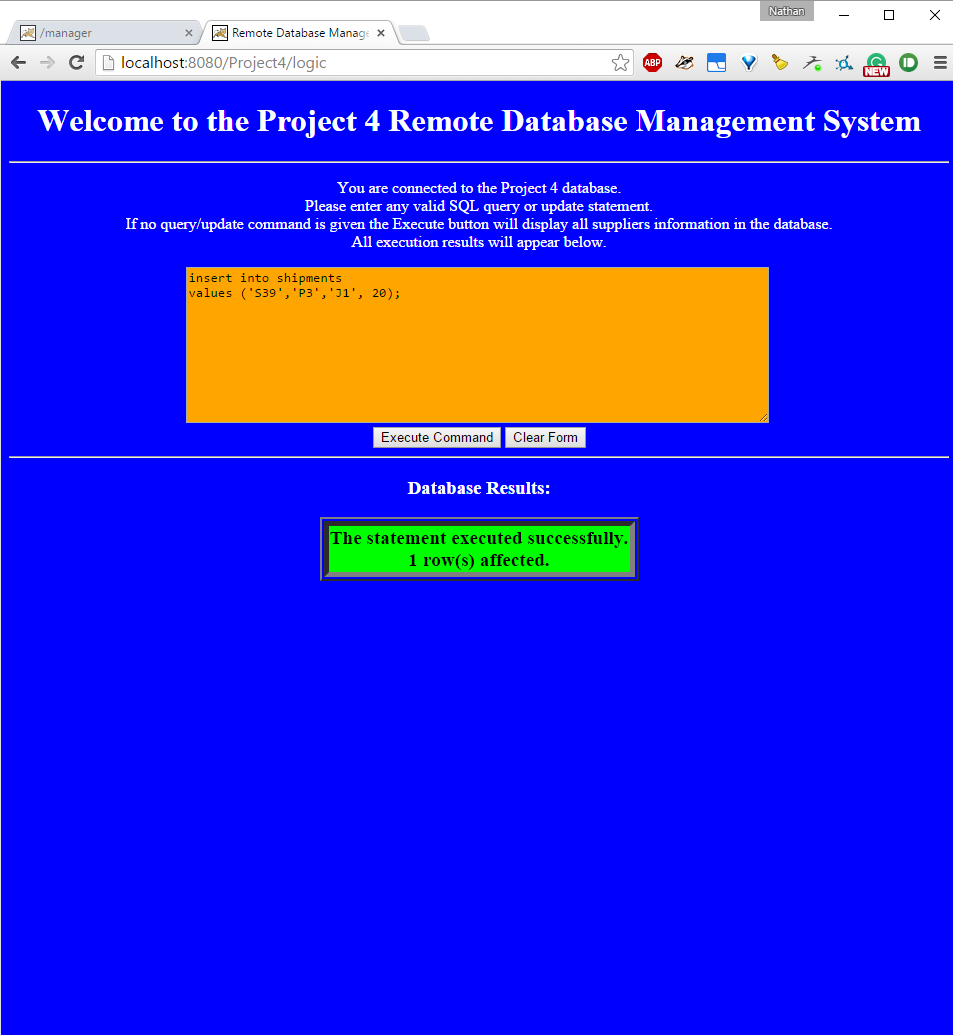 Nathan
/manager
Remote Database Manage
localhost:8080/Project4/logic
ABP
NEW
Welcome to the Project 4 Remote Database Management System
You are connected to the Project 4 database.
Please enter any valid SQL query or update statement.
If no query/update command is given the Execute button will display all suppliers information in the database.
All execution results will appear below.
insert into shipments
values ('S39','P3','J1', 20);
Execute Command
Clear Form
Database Results:
The statement executed successfully.
1 row(s) affected.